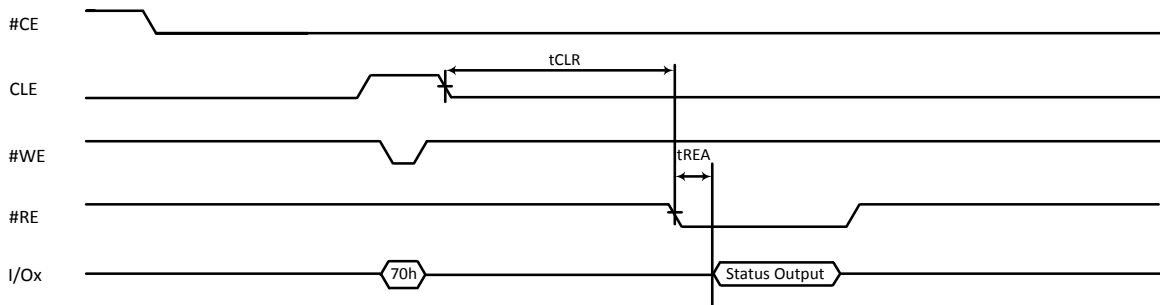 #CE
tCLR
CLE
#WE
tREA
#RE
I/Ox
70h
Status Output